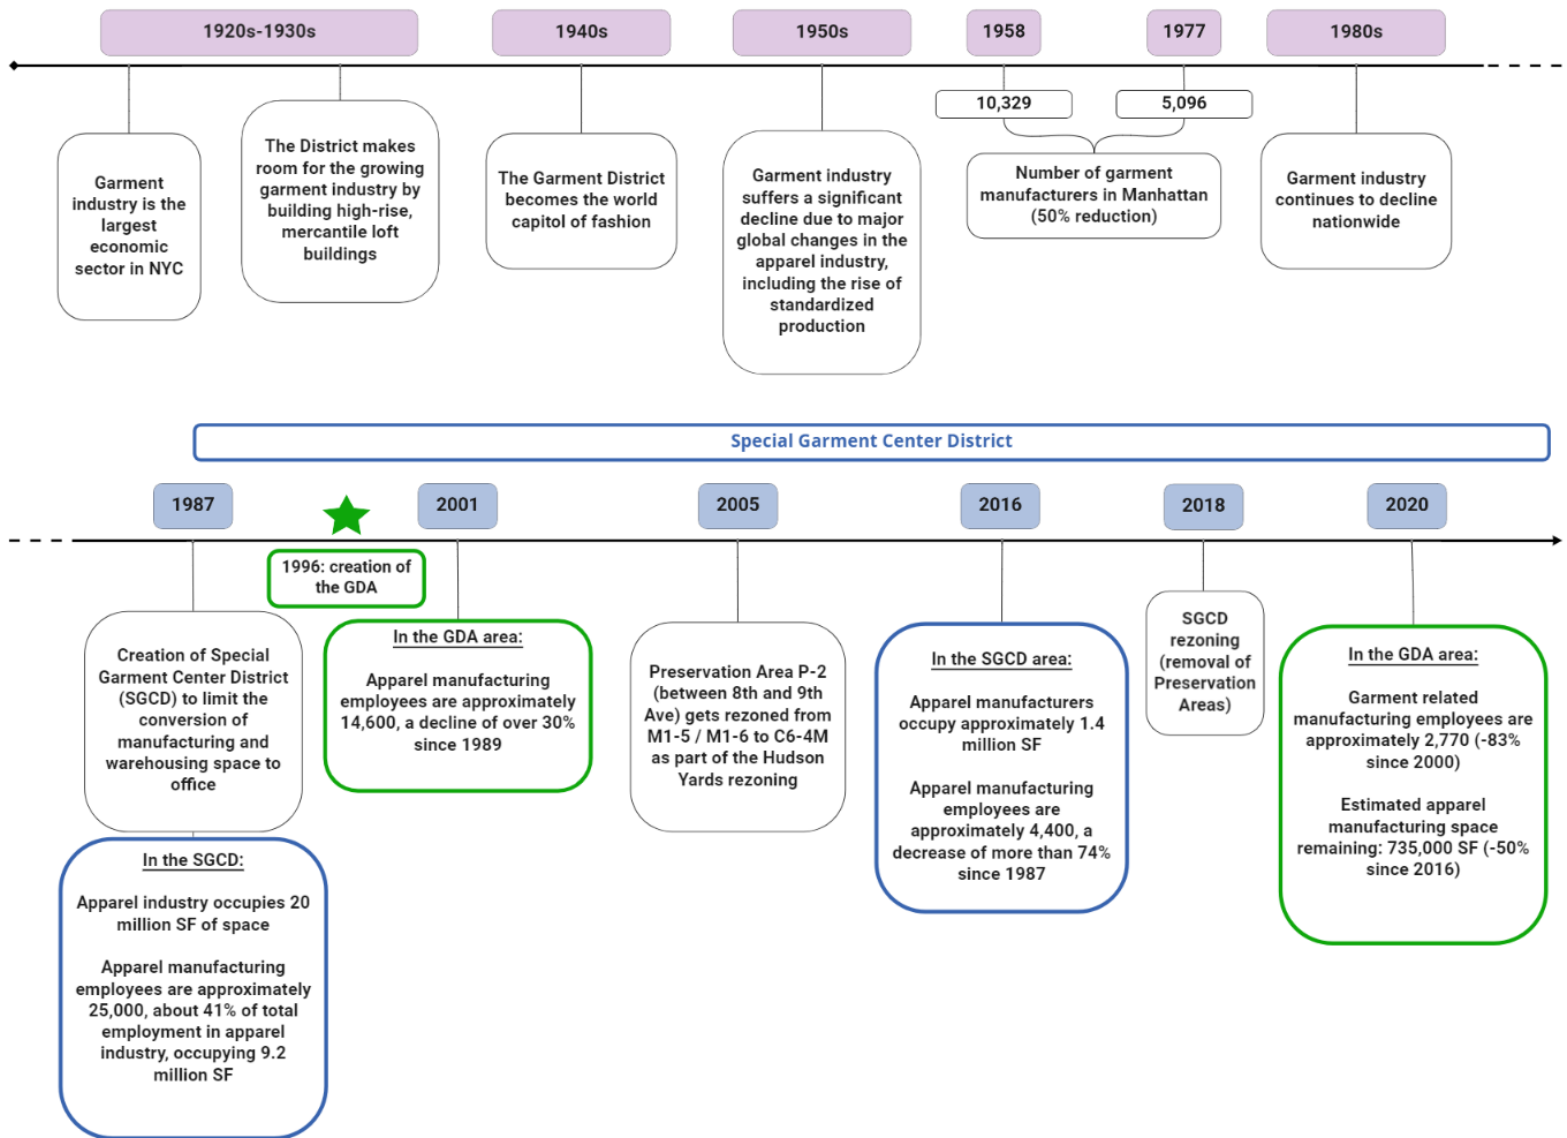 1920s-1930s
1940s
1950s
1958
1977
1980s
10,329
5,096
Garment
industry is the
largest
economic
sector in NYC
The District makes
room for the growing
garment industry by
building high-rise,
mercantile loft
buildings
The Garment District
becomes the world
capitol of fashion
Garment industry
suffers a significant
decline due to major
global changes in the
apparel industry,
including the rise of
standardized
production
Number of garment
manufacturers in Manhattan
(50% reduction)
Garment industry
continues to decline
nationwide
Special Garment Center District
1987
2001
2005
2016
2018
2020
1996: creation of
the GDA
Creation of Special
Garment Center District
(SGCD) to limit the
conversion of
manufacturing and
warehousing space to
office
In the SGCD:
Apparel industry occupies 20
million SF of space
Apparel manufacturing
employees are approximately
25,000, about 41% of total
employment in apparel
industry, occupying 9.2
million SF
In the GDA area:
Apparel manufacturing
employees are approximately
14,600, a decline of over 30%
since 1989
Preservation Area P-2
(between 8th and 9th
Ave) gets rezoned from
M1-5 / M1-6 to C6-4M
as part of the Hudson
Yards rezoning
In the SGCD area:
Apparel manufacturers
occupy approximately 1.4
million SF
Apparel manufacturing
employees are
approximately 4,400, a
decrease of more than 74%
since 1987
SGCD
rezoning
(removal of
Preservation
Areas)
In the GDA area:
Garment related
manufacturing employees are
approximately 2,770 (-83%
since 2000)
Estimated apparel
manufacturing space
remaining: 735,000 SF (-50%
since 2016)